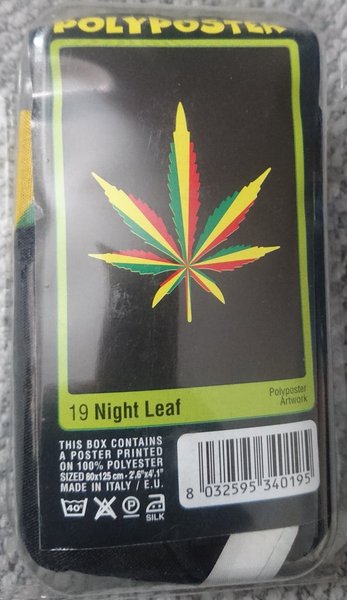 POLYPOSTER
19 Night Leaf
Polyposter
Artwork
THIS BOX CONTAINS
A POSTER PRINTED
ON 100% POLYESTER
SIZED 80x125 cm - 2'.6"x4'.1"
MADE IN ITALY / E.U.
40°
P
SILK
8 032595 340195